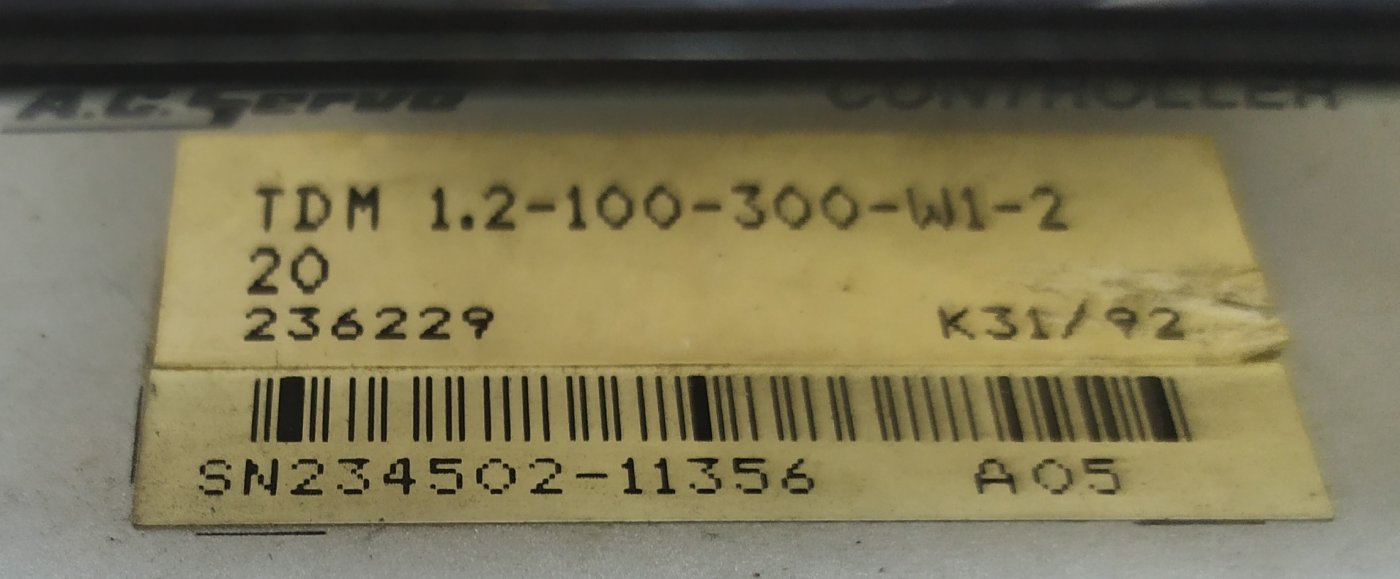 A.C. Servo CONTROLLER
TDM 1.2-100-300-W1-2
20
236229 K31/92
SN234502-11356 A05